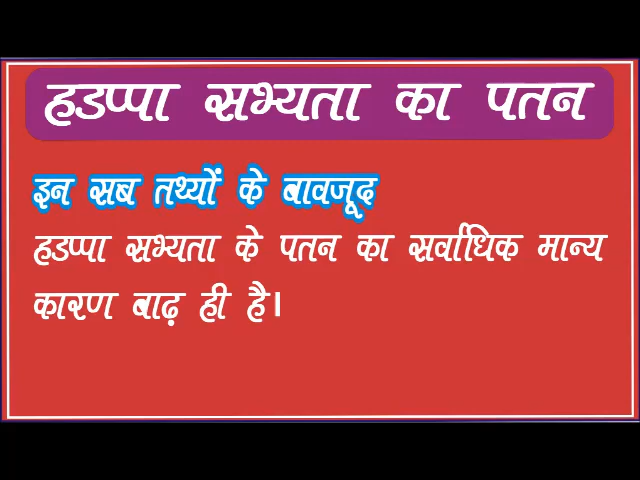 हडप्पा सभ्यता का पतन
इन सब तथ्यों के बावजूद
हडप्पा सभ्यता के पतन का सर्वाधिक मान्य
कारण बाढ़ ही है।